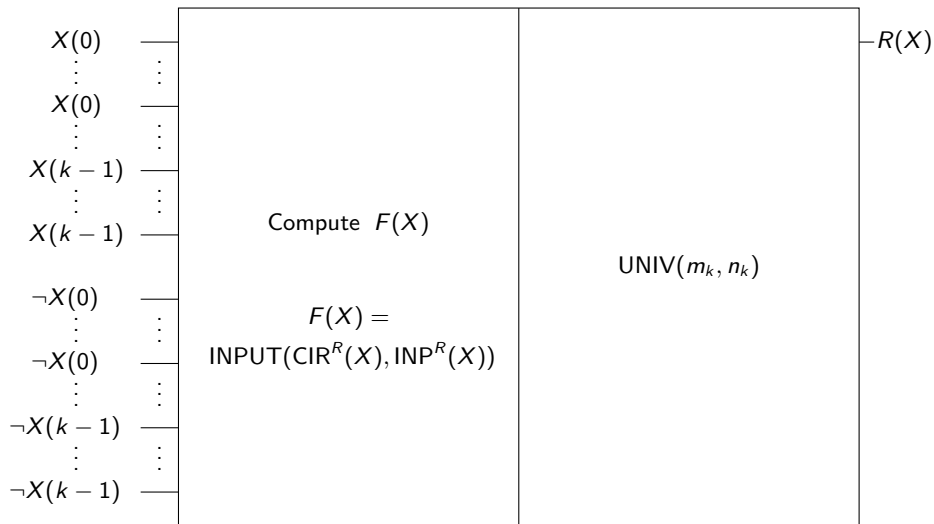 X(0)
X(0)
X(k − 1)
X(k − 1)
¬X(0)
¬X(0)
¬X(k − 1)
¬X(k − 1)
Compute F(X)
F(X) =
INPUT(CIR^R(X), INP^R(X))
UNIV(m_k, n_k)
R(X)